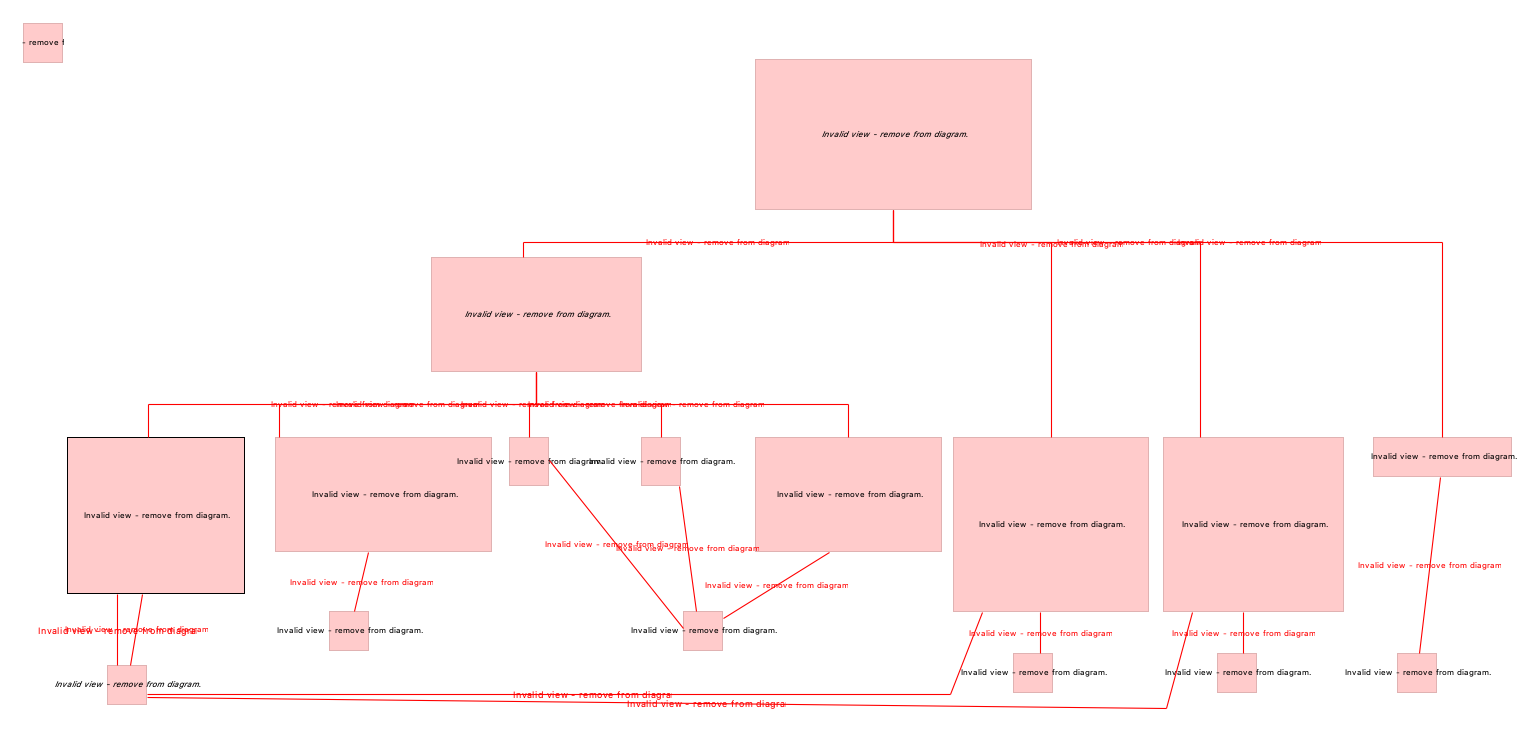 - remove f
Invalid view - remove from diagram.
Invalid view - remove from diagram
Invalid view - remove from diagram
Invalid view - remove from diagram
Invalid view - remove from diagram
Invalid view - remove from diagram.
Invalid view - remove from diagram
Invalid view - remove from diagram
Invalid view - remove from diagram
Invalid view - remove from diagram
Invalid view - remove from diagram
Invalid view - remove from diagram.
Invalid view - remove from diagram.
Invalid view - remove from diagram.
Invalid view - remove from diagram.
Invalid view - remove from diagram.
Invalid view - remove from diagram.
Invalid view - remove from diagram.
Invalid view - remove from diagram.
Invalid view - remove from diagram
Invalid view - remove from diagram
Invalid view - remove from diagram
Invalid view - remove from diagram
Invalid view - remove from diagram
Invalid view - remove from diagra
Invalid view - remove from diagram
Invalid view - remove from diagram.
Invalid view - remove from diagram.
Invalid view - remove from diagram
Invalid view - remove from diagram
Invalid view - remove from diagram.
Invalid view - remove from diagram.
Invalid view - remove from diagram.
Invalid view - remove from diagram.
Invalid view - remove from diagra
Invalid view - remove from diagra